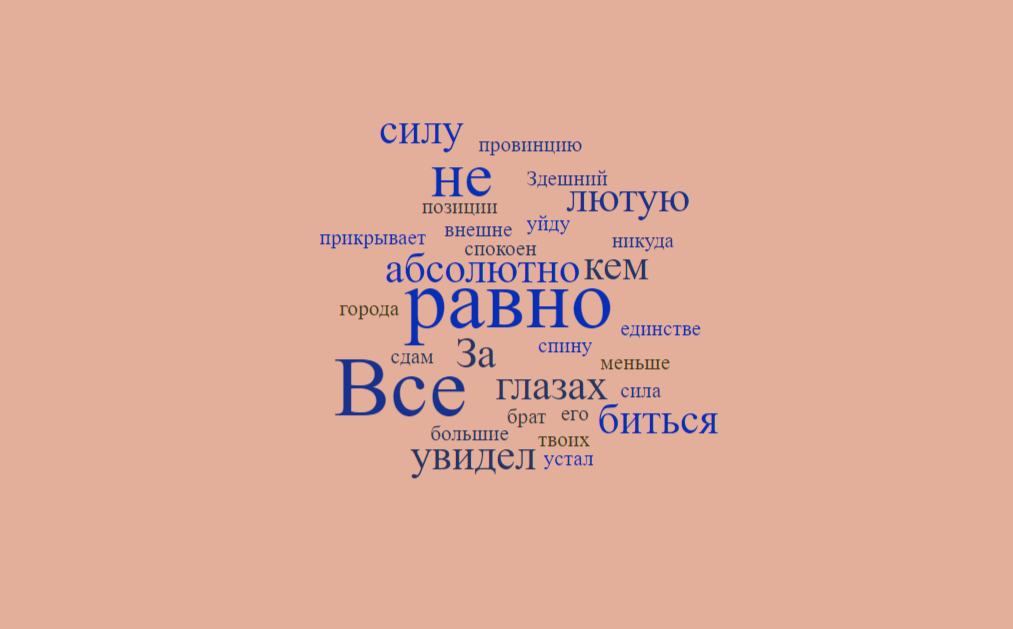 силу
провинцию
не
Здешний
лютую
позиции
уйду
внешне
прикрывает
никуда
спокоен
абсолютно
кем
равно
города
единстве
спину
За
сдам
меньше
Все
глазах
сила
брат
его
биться
большие
твоих
увидел
устал